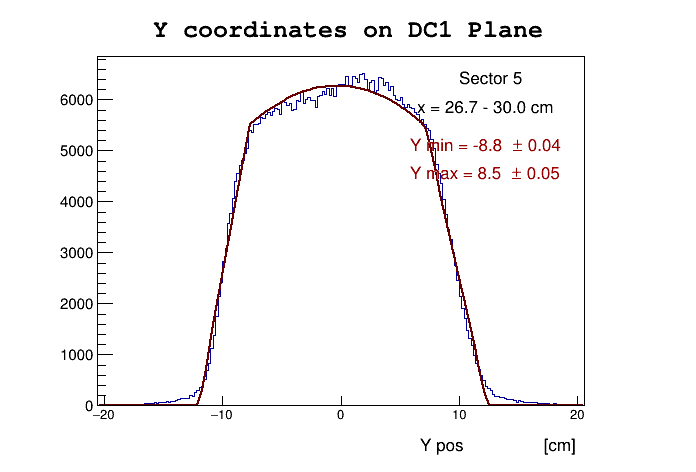 Y coordinates on DC1 Plane
Sector 5
x = 26.7 - 30.0 cm
Y min = -8.8 ± 0.04
Y max = 8.5 ± 0.05
6000
5000
4000
3000
2000
1000
0
−20 −10 0 10 20
Y pos [cm]